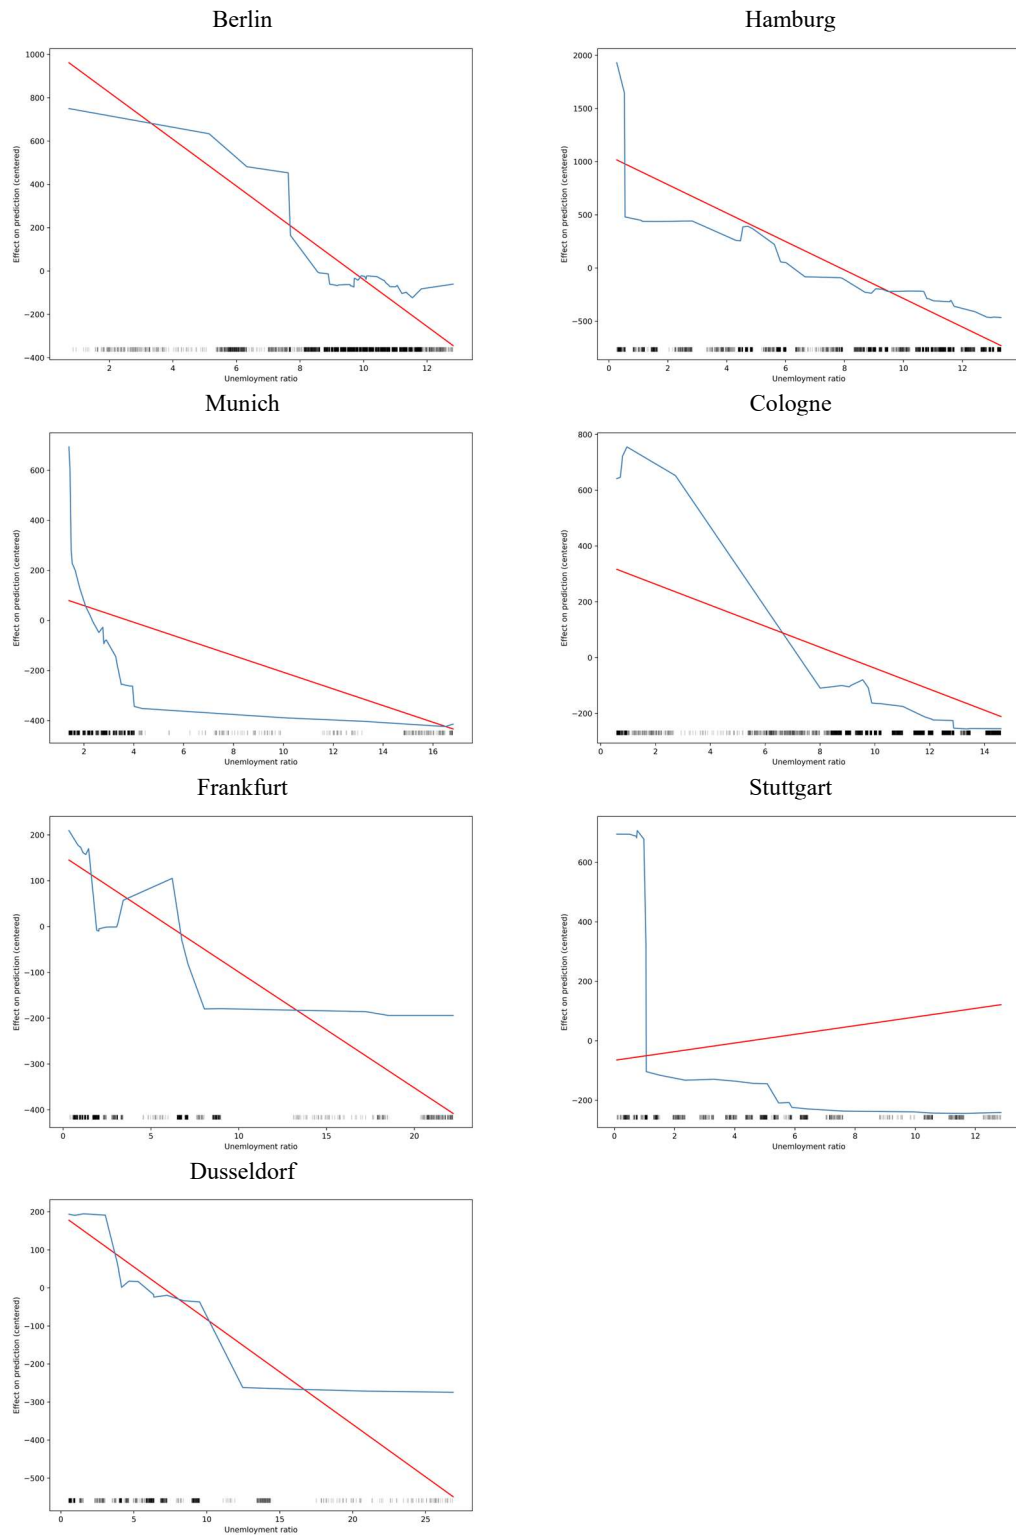 Berlin
Hamburg
1000
800
600
400
200
0
−200
−400
Effect on prediction (centered)
2 4 6 8 10 12
Unemloyment ratio
2000
1500
1000
500
0
−500
Effect on prediction (centered)
0 2 4 6 8 10 12
Unemloyment ratio
Munich
Cologne
600
400
200
0
−200
−400
Effect on prediction (centered)
2 4 6 8 10 12 14 16
Unemloyment ratio
800
600
400
200
0
−200
Effect on prediction (centered)
0 2 4 6 8 10 12 14
Unemloyment ratio
Frankfurt
Stuttgart
200
100
0
−100
−200
−300
−400
Effect on prediction (centered)
0 5 10 15 20
Unemloyment ratio
600
400
200
0
−200
Effect on prediction (centered)
0 2 4 6 8 10 12
Unemloyment ratio
Dusseldorf
200
100
0
−100
−200
−300
−400
−500
Effect on prediction (centered)
0 5 10 15 20 25
Unemloyment ratio